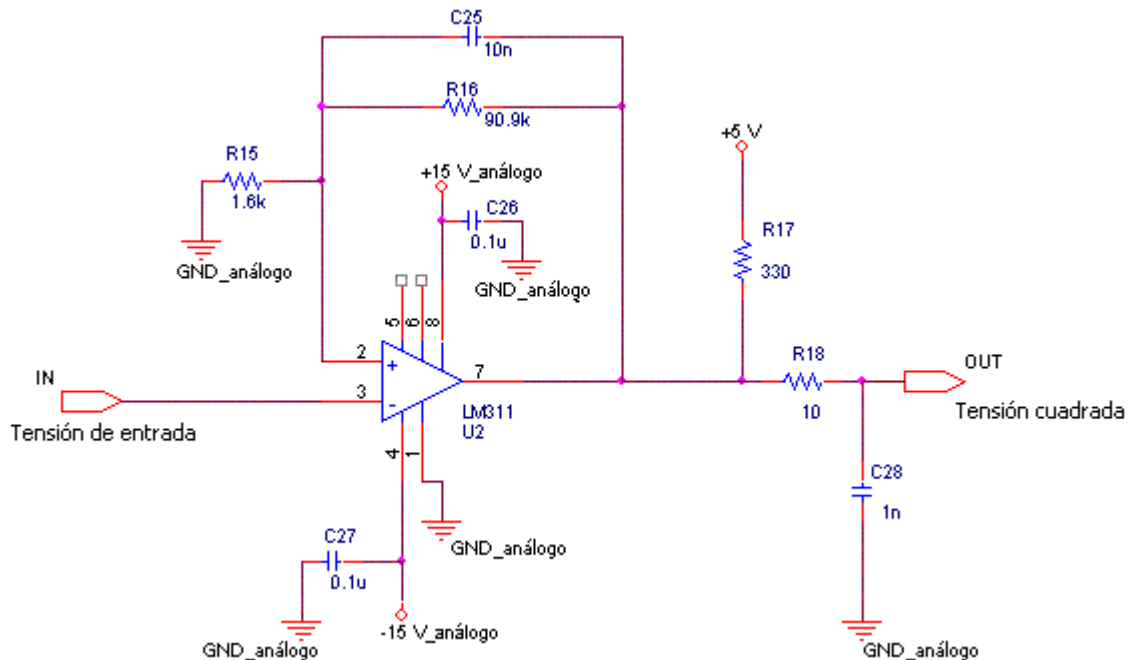 C25
10n
R16
90.9k
+5 V
R15
1.6k
+15 V_análogo
C26
0.1u
R17
330
GND_análogo
GND_análogo
5
6
8
2
+
3
-
7
LM311
U2
4
1
IN
Tensión de entrada
R18
10
OUT
Tensión cuadrada
C28
1n
GND_análogo
C27
0.1u
-15 V_análogo
GND_análogo
GND_análogo